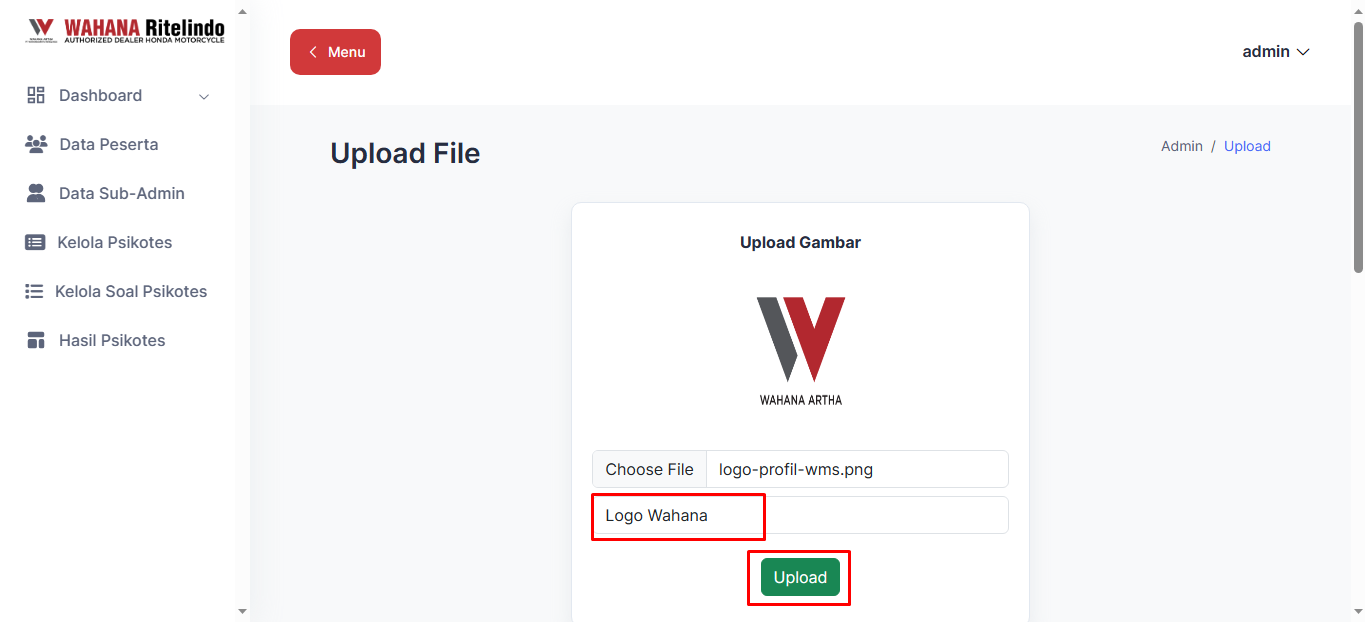 WAHANA Ritelindo
AUTHORIZED DEALER HONDA MOTORCYCLE
Menu
admin
Dashboard
Data Peserta
Data Sub-Admin
Kelola Psikotes
Kelola Soal Psikotes
Hasil Psikotes
Upload File
Admin / Upload
Upload Gambar
WAHANA ARTHA
Choose File logo-profil-wms.png
Logo Wahana
Upload